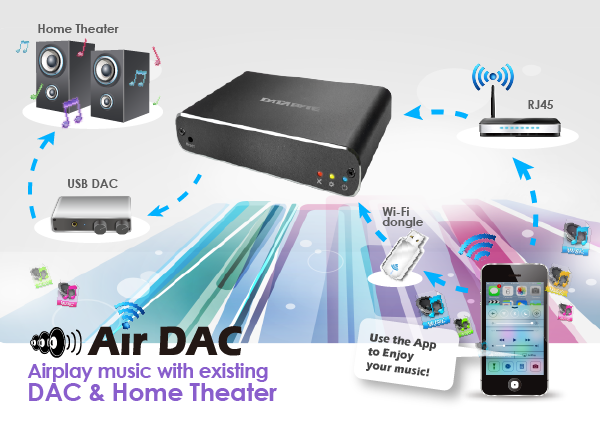 Home Theater
RJ45
USB DAC
Wi-Fi
dongle
Use the App
to Enjoy
your music!
Air DAC
Airplay music with existing
DAC & Home Theater